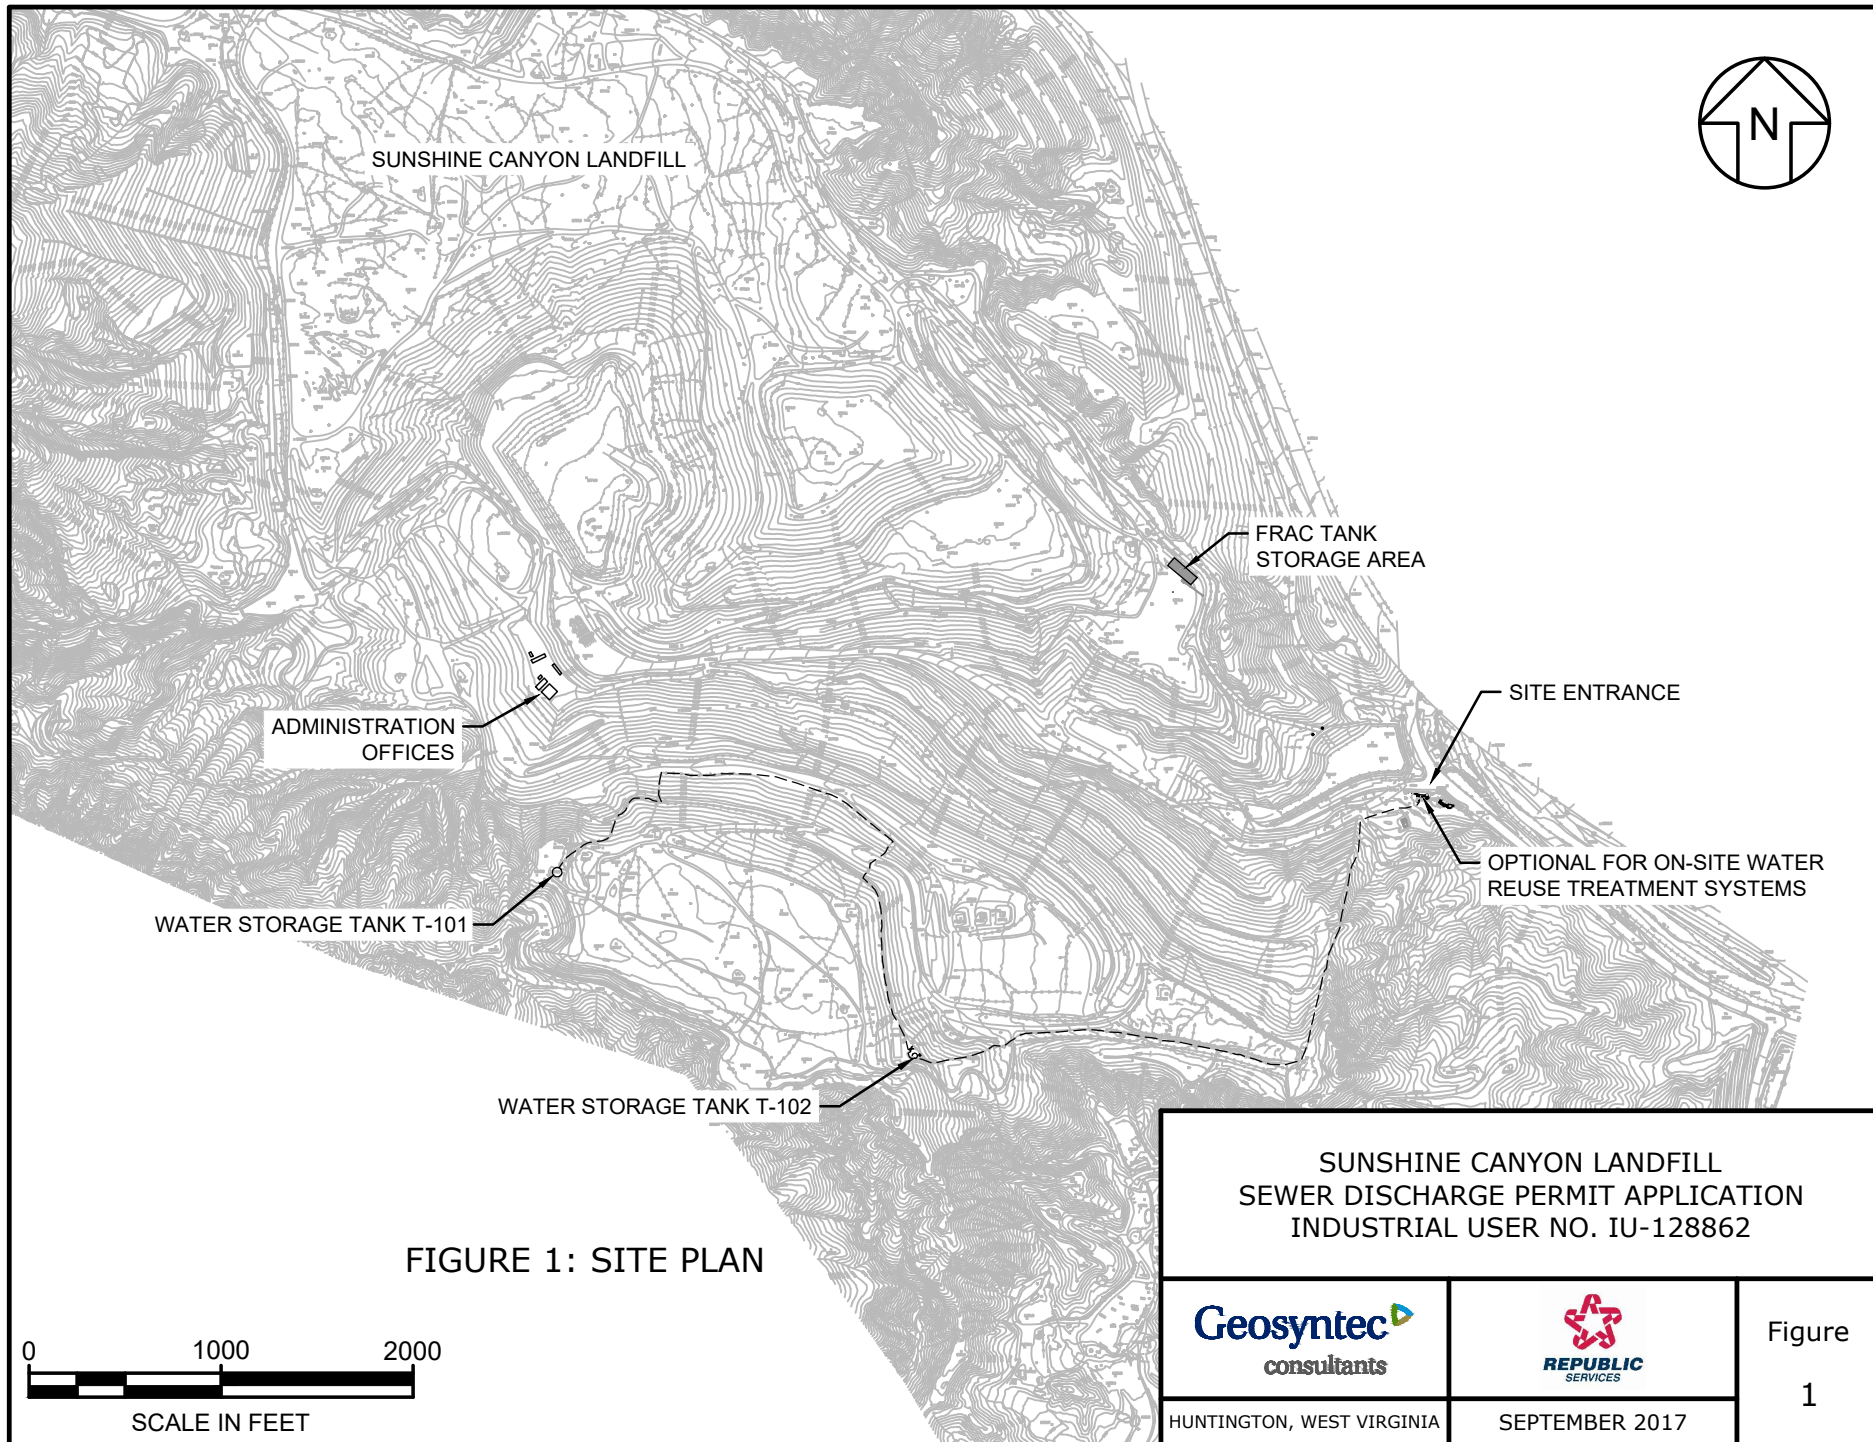 SUNSHINE CANYON LANDFILL
N
FRAC TANK
STORAGE AREA
SITE ENTRANCE
ADMINISTRATION
OFFICES
OPTIONAL FOR ON-SITE WATER
REUSE TREATMENT SYSTEMS
WATER STORAGE TANK T-101
WATER STORAGE TANK T-102
FIGURE 1: SITE PLAN
0 1000 2000
SCALE IN FEET
SUNSHINE CANYON LANDFILL
SEWER DISCHARGE PERMIT APPLICATION
INDUSTRIAL USER NO. IU-128862
Geosyntec
consultants
REPUBLIC
SERVICES
Figure
1
HUNTINGTON, WEST VIRGINIA
SEPTEMBER 2017